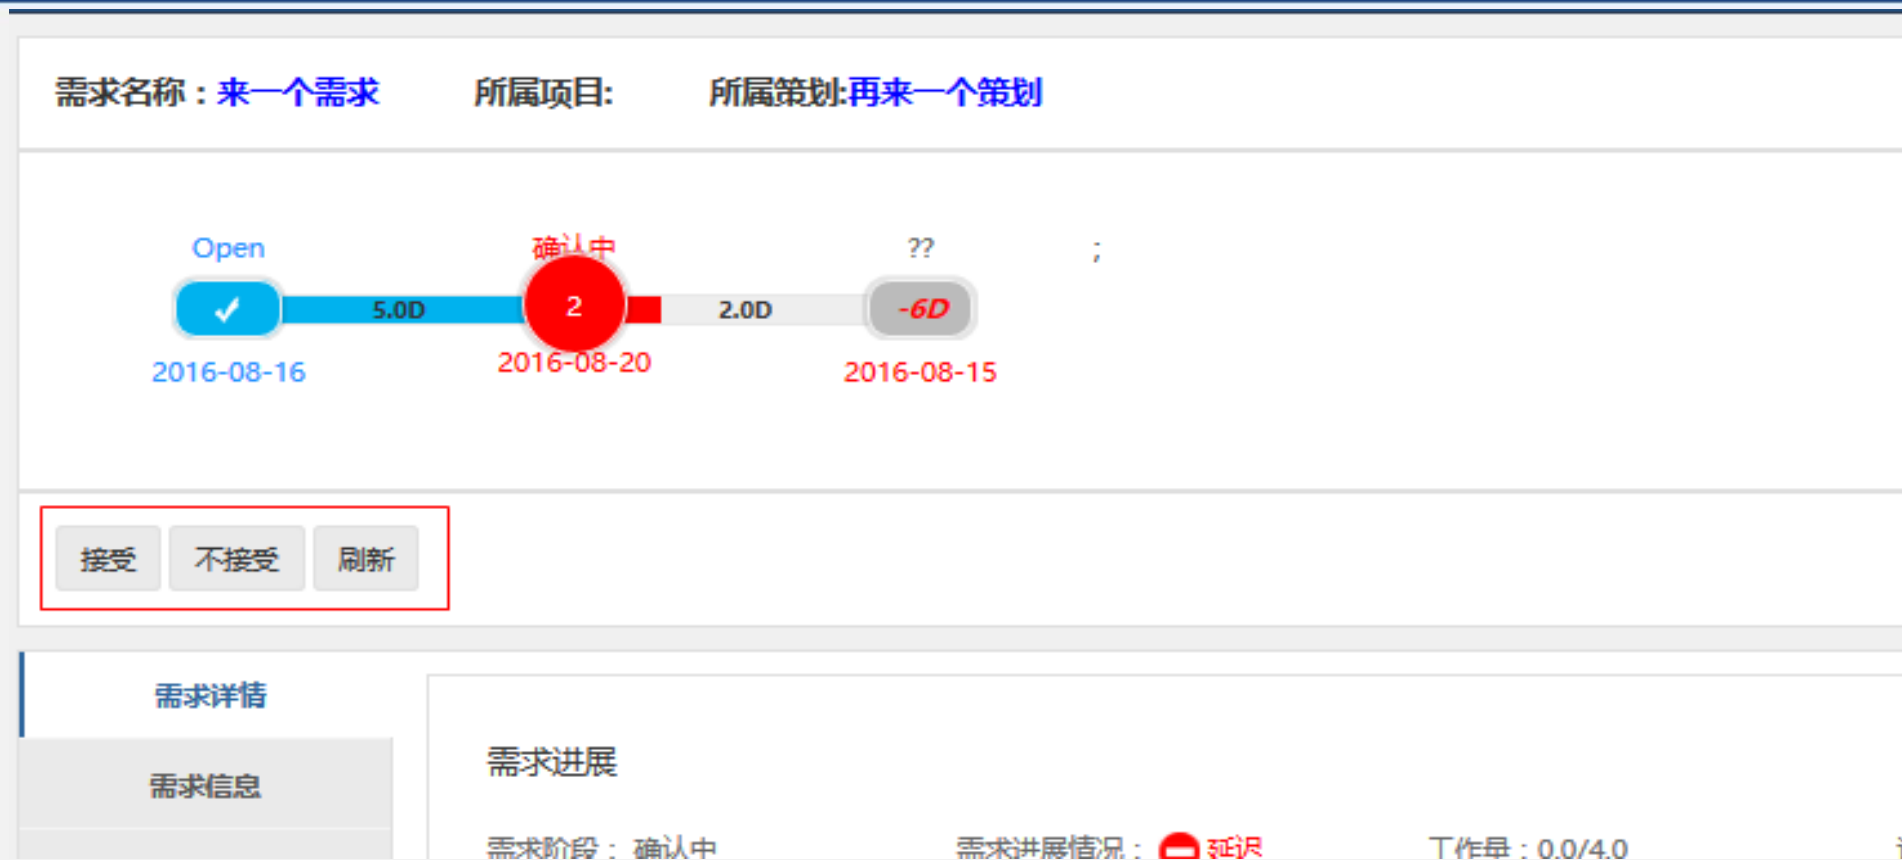 需求名称：来一个需求 所属项目: 所属策划:再来一个策划
Open 确认中 ?? ;
5.0D 2 2.0D -6D
2016-08-16 2016-08-20 2016-08-15
接受 不接受 刷新
需求详情
需求信息
需求进展
需求阶段：确认中 需求进展情况： 延迟 工作量：0.0/4.0